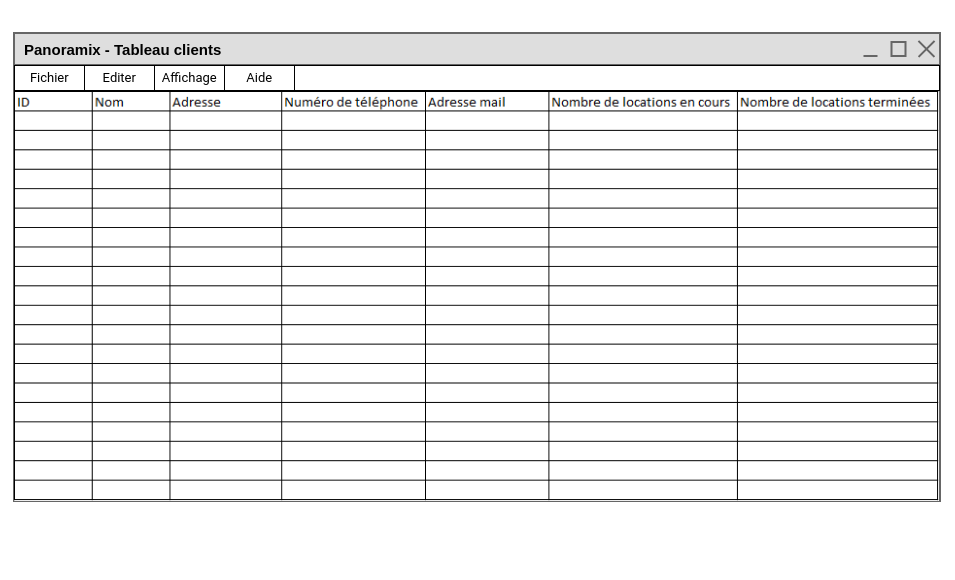 Panoramix - Tableau clients
Fichier Editer Affichage Aide
ID Nom Adresse Numéro de téléphone Adresse mail Nombre de locations en cours Nombre de locations terminées